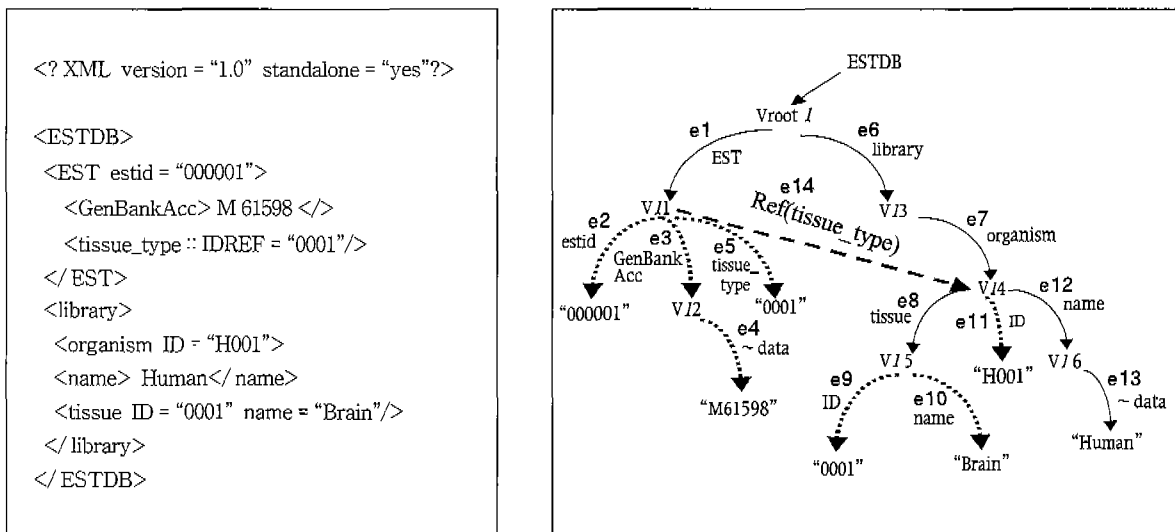 <? XML version = “1.0” standalone = “yes”?>
<ESTDB>
<EST estid = “000001”>
<GenBankAcc> M 61598 </>
<tissue_type :: IDREF = “0001”/>
</ EST>
<library>
<organism ID = “H001”>
<name> Human</ name>
<tissue ID = “0001” name = “Brain”/>
</ library>
</ ESTDB>
ESTDB
Vroot 1
e1
EST
e6
library
e14
Ref(tissue_type)
V11
V13
e2
estid
e3
GenBank
Acc
e5
tissue_
type
e7
organism
“000001”
V12
“0001”
V14
e4
~ data
e8
tissue
e11
ID
e12
name
“M61598”
V15
“H001”
V16
e9
ID
e10
name
e13
~ data
“0001”
“Brain”
“Human”